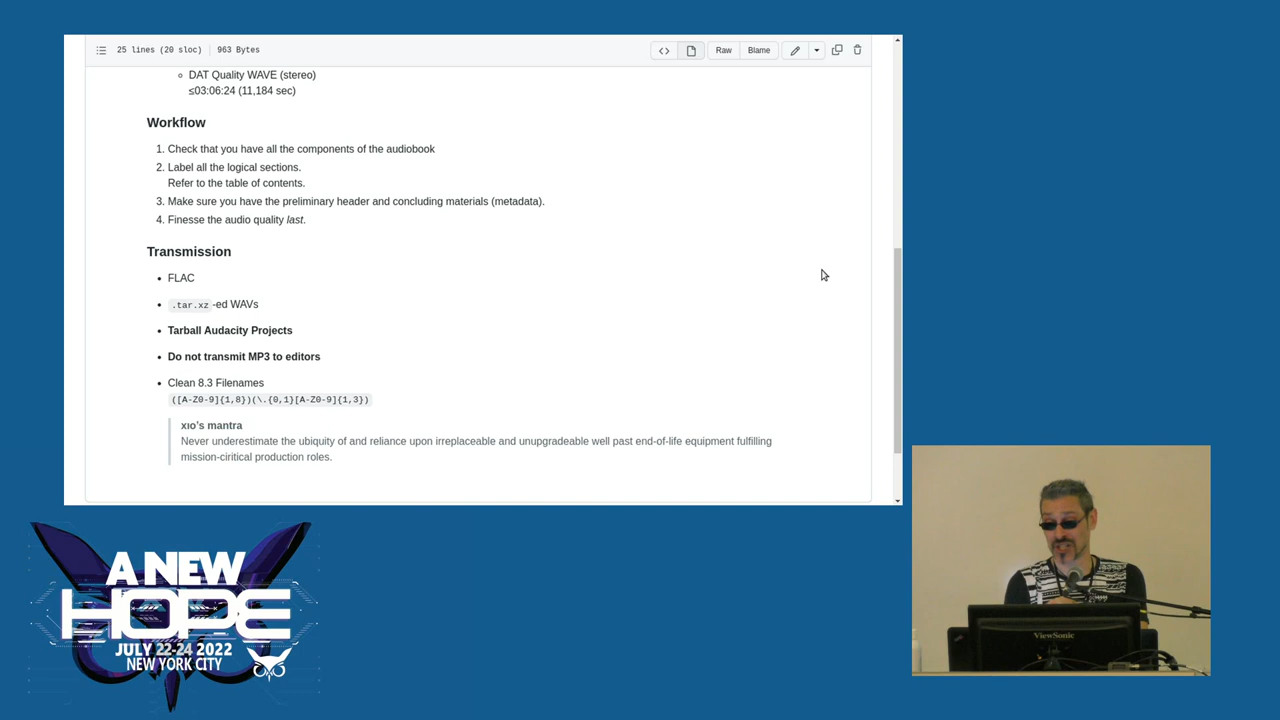 25 lines (20 sloc) | 963 Bytes
Raw
Blame
DAT Quality WAVE (stereo)
≤03:06:24 (11,184 sec)
Workflow
1. Check that you have all the components of the audiobook
2. Label all the logical sections.
Refer to the table of contents.
3. Make sure you have the preliminary header and concluding materials (metadata).
4. Finesse the audio quality last.
Transmission
FLAC
.tar.xz-ed WAVs
Tarball Audacity Projects
Do not transmit MP3 to editors
Clean 8.3 Filenames
([A-Z0-9]{1,8})(\.{0,1}[A-Z0-9]{1,3})
xıo's mantra
Never underestimate the ubiquity of and reliance upon irreplaceable and unupgradeable well past end-of-life equipment fulfilling
mission-ciritical production roles.
A NEW
HOPE
JULY 22-24 2022
NEW YORK CITY
ViewSonic